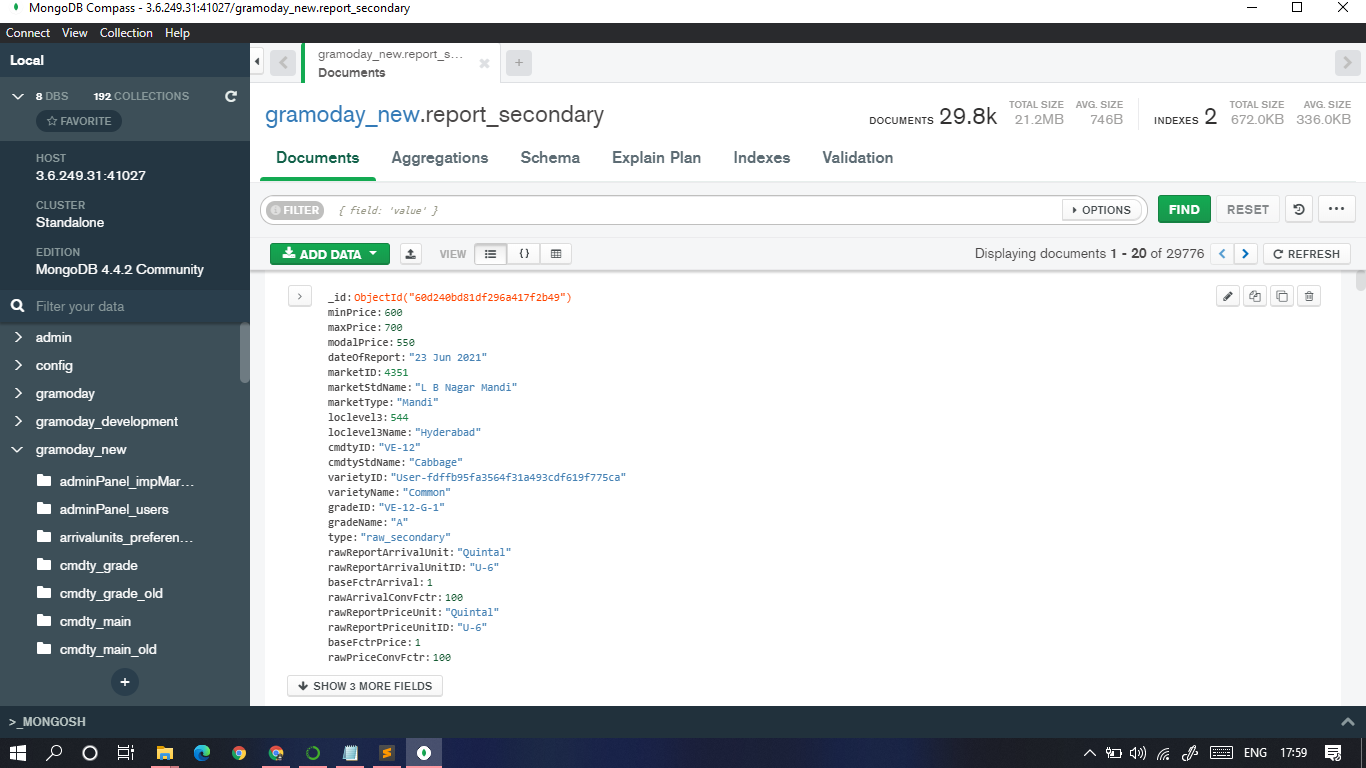 MongoDB Compass - 3.6.249.31:41027/gramoday_new.report_secondary
Connect View Collection Help
Local
8 DBS 192 COLLECTIONS
FAVORITE
HOST
3.6.249.31:41027
CLUSTER
Standalone
EDITION
MongoDB 4.4.2 Community
Filter your data
admin
config
gramoday
gramoday_development
gramoday_new
adminPanel_impMar...
adminPanel_users
arrivalunits_preferen...
cmdty_grade
cmdty_grade_old
cmdty_main
cmdty_main_old
gramoday_new.report_s...
Documents
gramoday_new.report_secondary
DOCUMENTS 29.8k TOTAL SIZE 21.2MB AVG. SIZE 746B INDEXES 2 TOTAL SIZE 672.0KB AVG. SIZE 336.0KB
Documents Aggregations Schema Explain Plan Indexes Validation
FILTER { field: 'value' } OPTIONS FIND RESET
ADD DATA VIEW {} Displaying documents 1 - 20 of 29776 REFRESH
_id: ObjectId("60d240bd81df296a417f2b49")
minPrice: 600
maxPrice: 700
modalPrice: 550
dateOfReport: "23 Jun 2021"
marketID: 4351
marketStdName: "L B Nagar Mandi"
marketType: "Mandi"
loclevel3: 544
loclevel3Name: "Hyderabad"
cmdtyID: "VE-12"
cmdtyStdName: "Cabbage"
varietyID: "User-fdffb95fa3564f31a493cdf619f775ca"
varietyName: "Common"
gradeID: "VE-12-G-1"
gradeName: "A"
type: "raw_secondary"
rawReportArrivalUnit: "Quintal"
rawReportArrivalUnitID: "U-6"
baseFctrArrival: 1
rawArrivalConvFctr: 100
rawReportPriceUnit: "Quintal"
rawReportPriceUnitID: "U-6"
baseFctrPrice: 1
rawPriceConvFctr: 100
SHOW 3 MORE FIELDS
>_MONGOSH
ENG 17:59